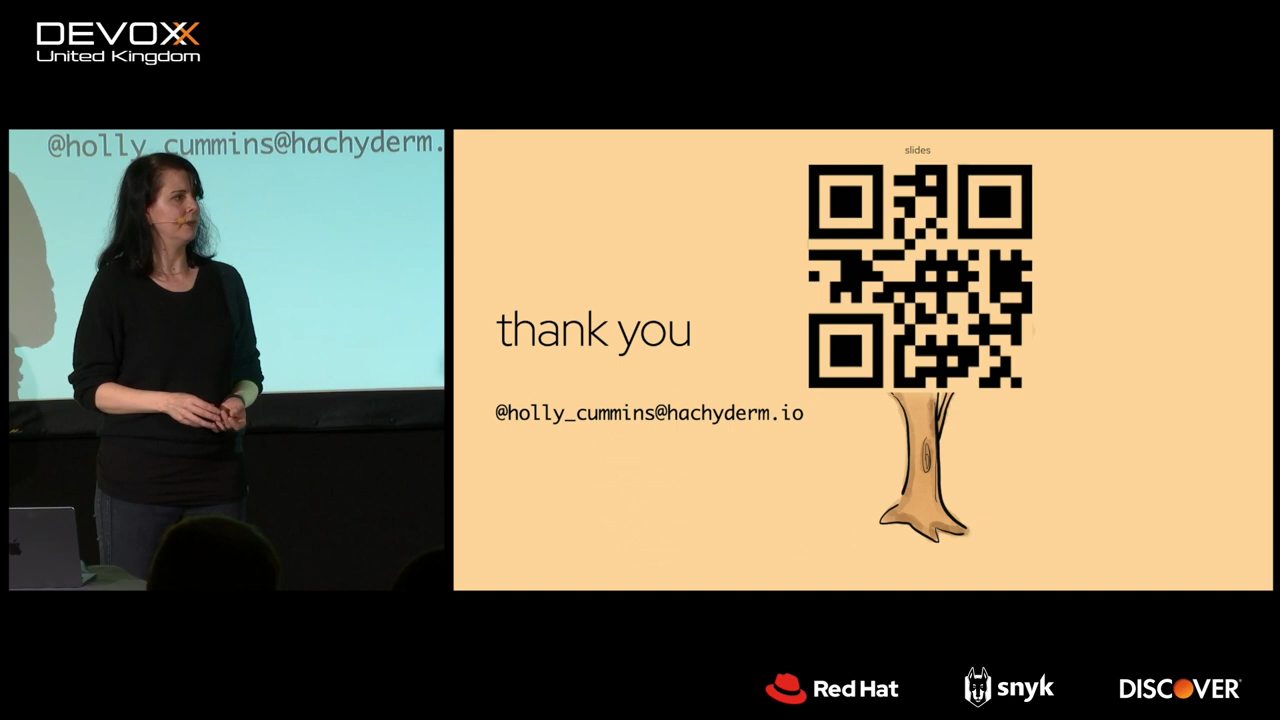 DEVOXX
United Kingdom
@holly_cummins@hachyderm.
slides
thank you
@holly_cummins@hachyderm.io
Red Hat
snyk
DISCOVER